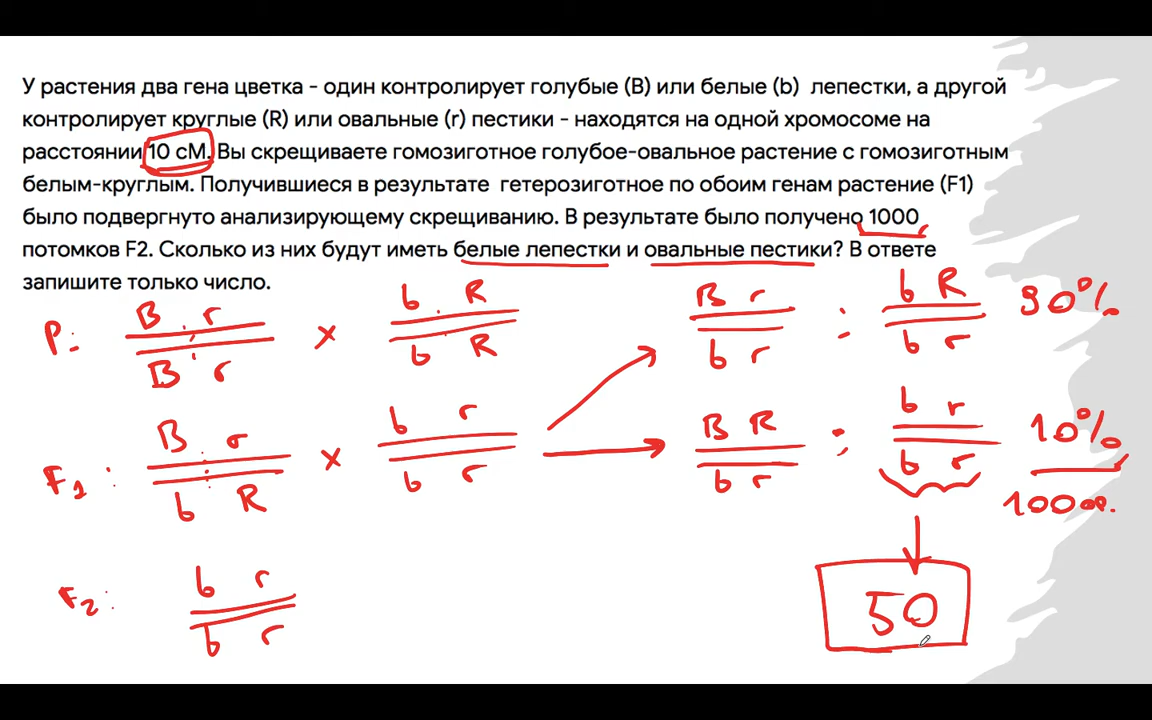 У растения два гена цветка - один контролирует голубые (B) или белые (b) лепестки, а другой
контролирует круглые (R) или овальные (r) пестики - находятся на одной хромосоме на
расстоянии 10 сМ. Вы скрещиваете гомозиготное голубое-овальное растение с гомозиготным
белым-круглым. Получившиеся в результате гетерозиготное по обоим генам растение (F1)
было подвергнуто анализирующему скрещиванию. В результате было получено 1000
потомков F2. Сколько из них будут иметь белые лепестки и овальные пестики? В ответе
запишите только число.
P: B r x b R
B r b R
B r : b R 90%
b r b r
F1: B r x b r
b R b r
B R : b r 10%
b r b r
100 ор.
F2: b r
b r
50